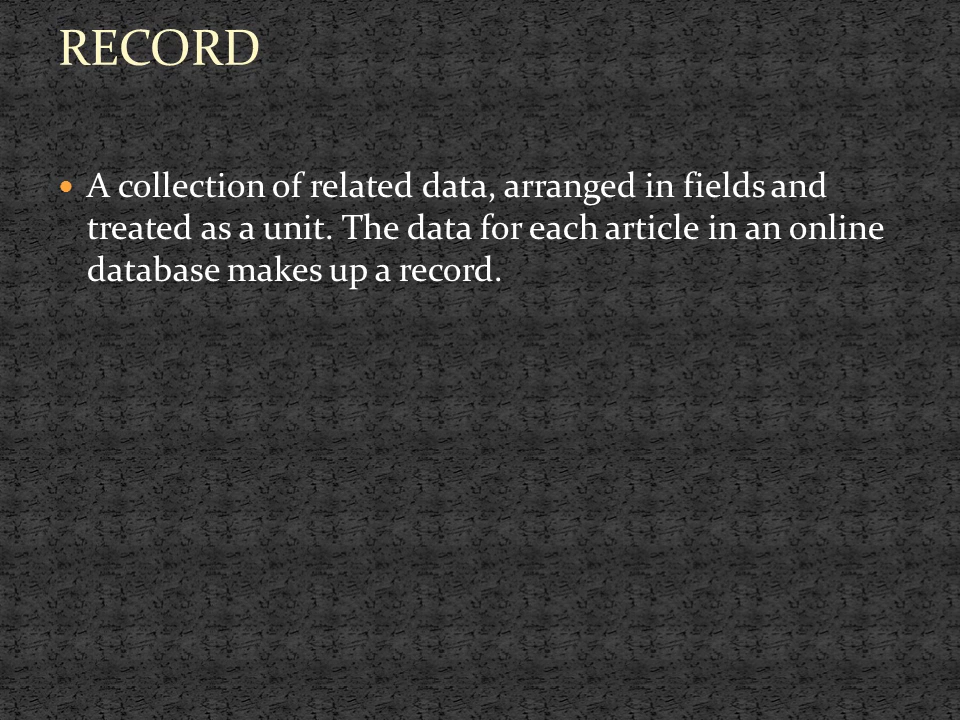 RECORD
A collection of related data, arranged in fields and
treated as a unit. The data for each article in an online
database makes up a record.